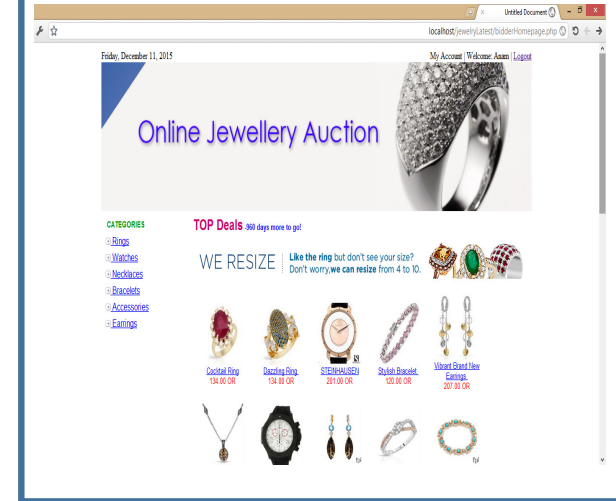 Untitled Document
localhost/jewelryLatest/bidderHomepage.php
Friday, December 11, 2015
My Account | Welcome: Anam | Logout
Online Jewellery Auction
CATEGORIES
Rings
Watches
Necklaces
Bracelets
Accessories
Earrings
TOP Deals -960 days more to go!
WE RESIZE | Like the ring but don't see your size?
Don't worry,we can resize from 4 to 10.
Cocktail Ring
134.00 OR
Dazzling Ring
134.00 OR
STEINHAUSEN
201.00 OR
Stylish Bracelet
120.00 OR
Vibrant Brand New
Earrings
207.00 OR